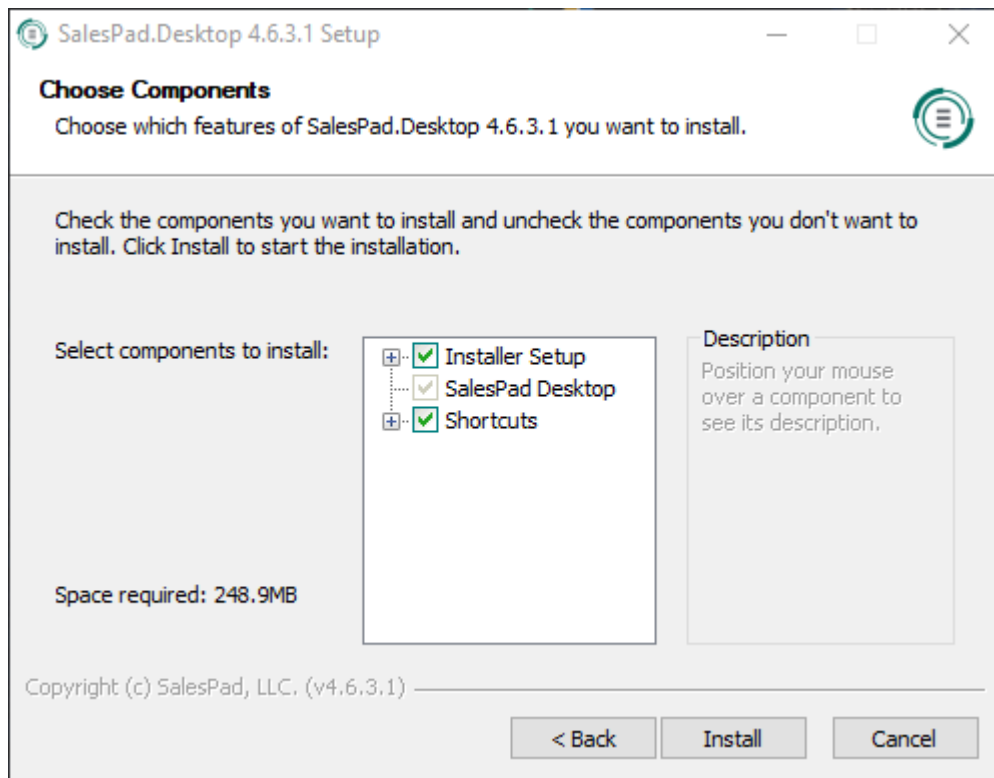 SalesPad.Desktop 4.6.3.1 Setup
Choose Components
Choose which features of SalesPad.Desktop 4.6.3.1 you want to install.
Check the components you want to install and uncheck the components you don't want to
install. Click Install to start the installation.
Select components to install:
Installer Setup
SalesPad Desktop
Shortcuts
Description
Position your mouse
over a component to
see its description.
Space required: 248.9MB
Copyright (c) SalesPad, LLC. (v4.6.3.1)
< Back
Install
Cancel